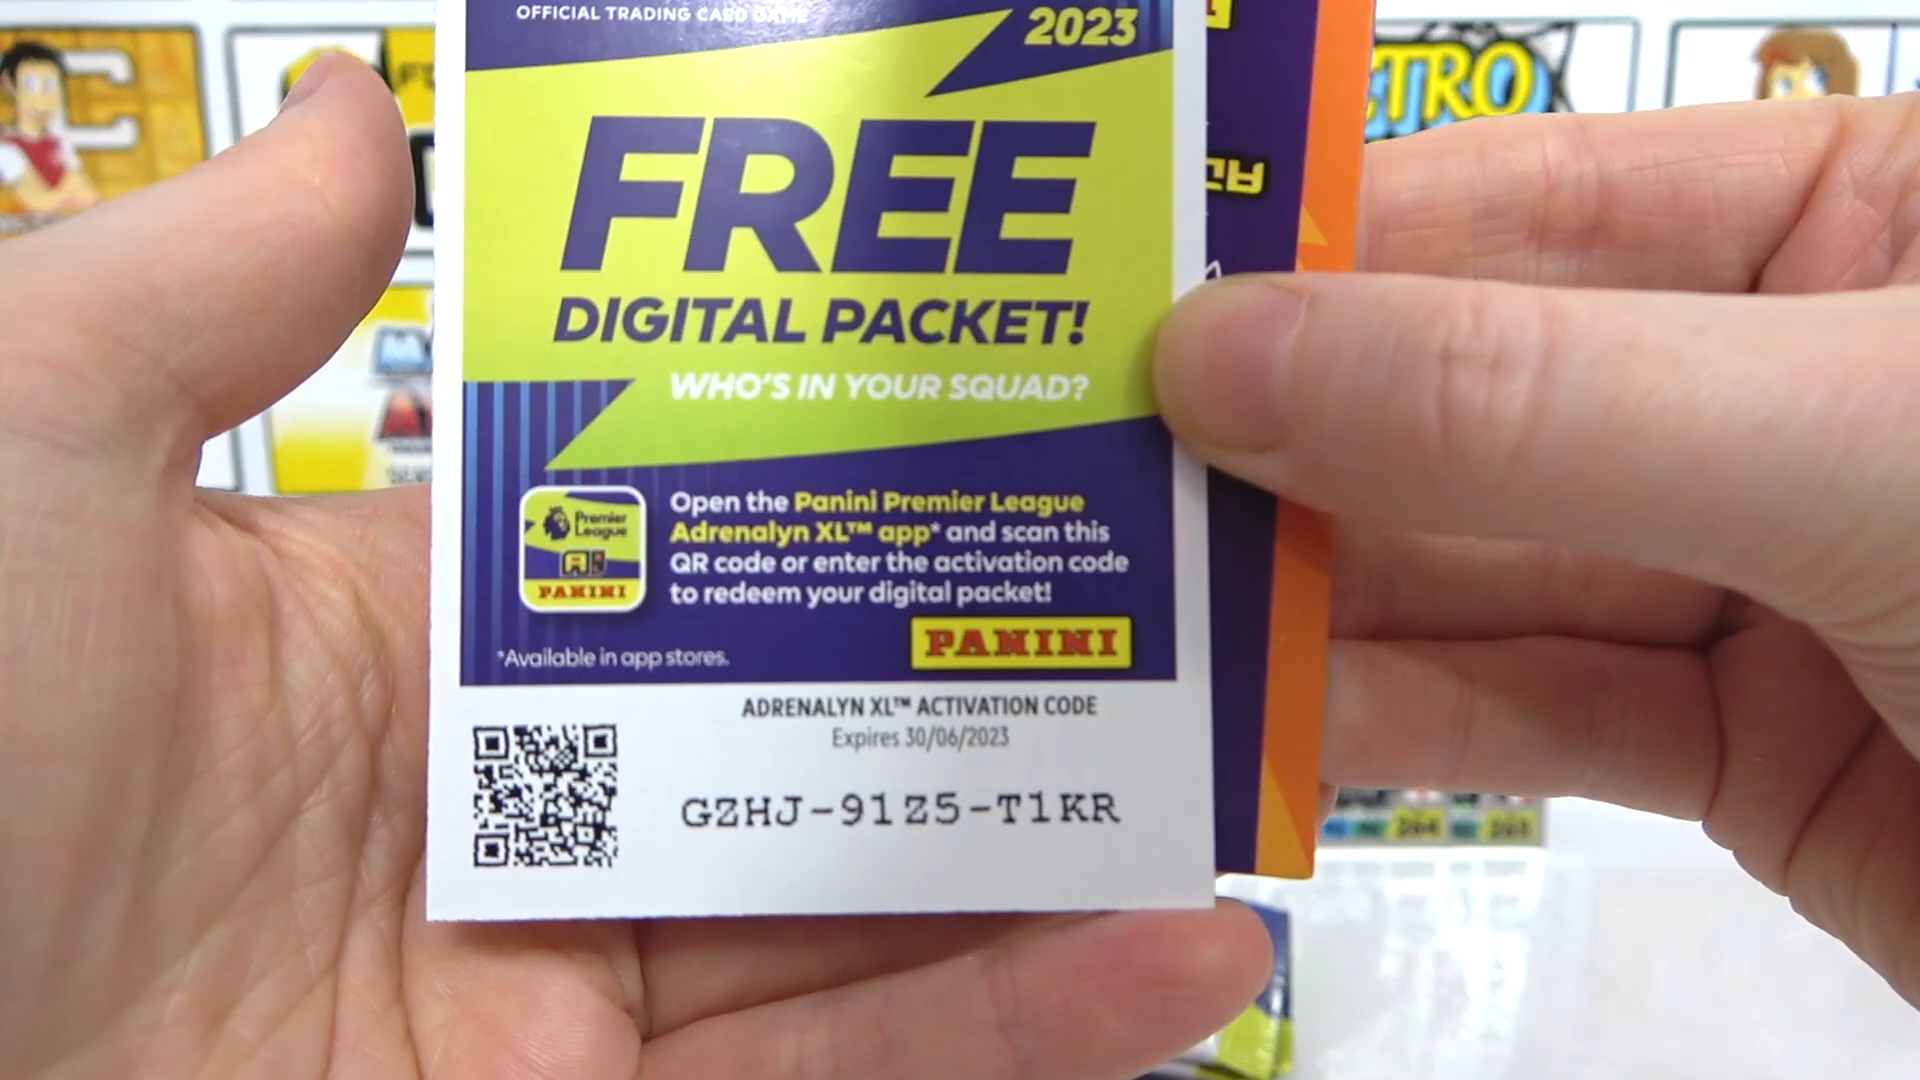 OFFICIAL TRADING CARD GAME
2023
FREE
DIGITAL PACKET!
WHO'S IN YOUR SQUAD?
Premier
League
PANINI
Open the Panini Premier League
Adrenalyn XL™ app* and scan this
QR code or enter the activation code
to redeem your digital packet!
PANINI
*Available in app stores.
ADRENALYN XL™ ACTIVATION CODE
Expires 30/06/2023
GZHJ-91Z5-T1KR
264
263